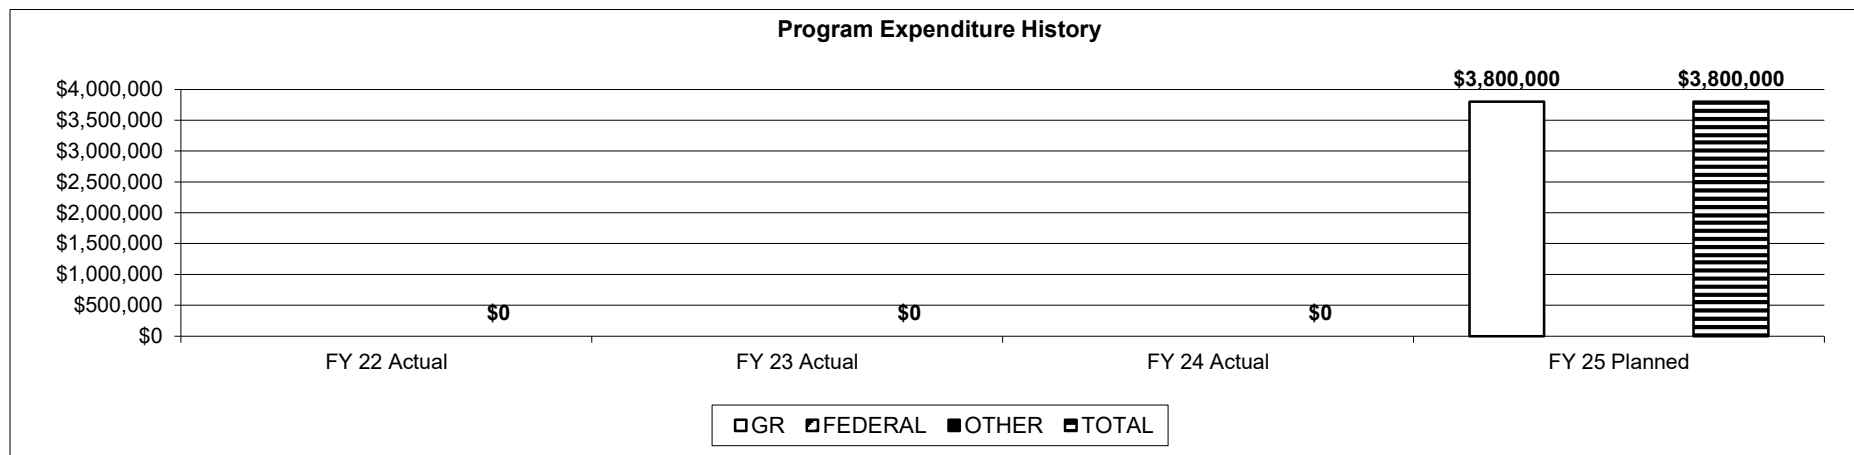 Program Expenditure History
$3,800,000 $3,800,000
$4,000,000
$3,500,000
$3,000,000
$2,500,000
$2,000,000
$1,500,000
$1,000,000
$500,000
$0 $0 $0
$0
FY 22 Actual FY 23 Actual FY 24 Actual FY 25 Planned
GR FEDERAL OTHER TOTAL